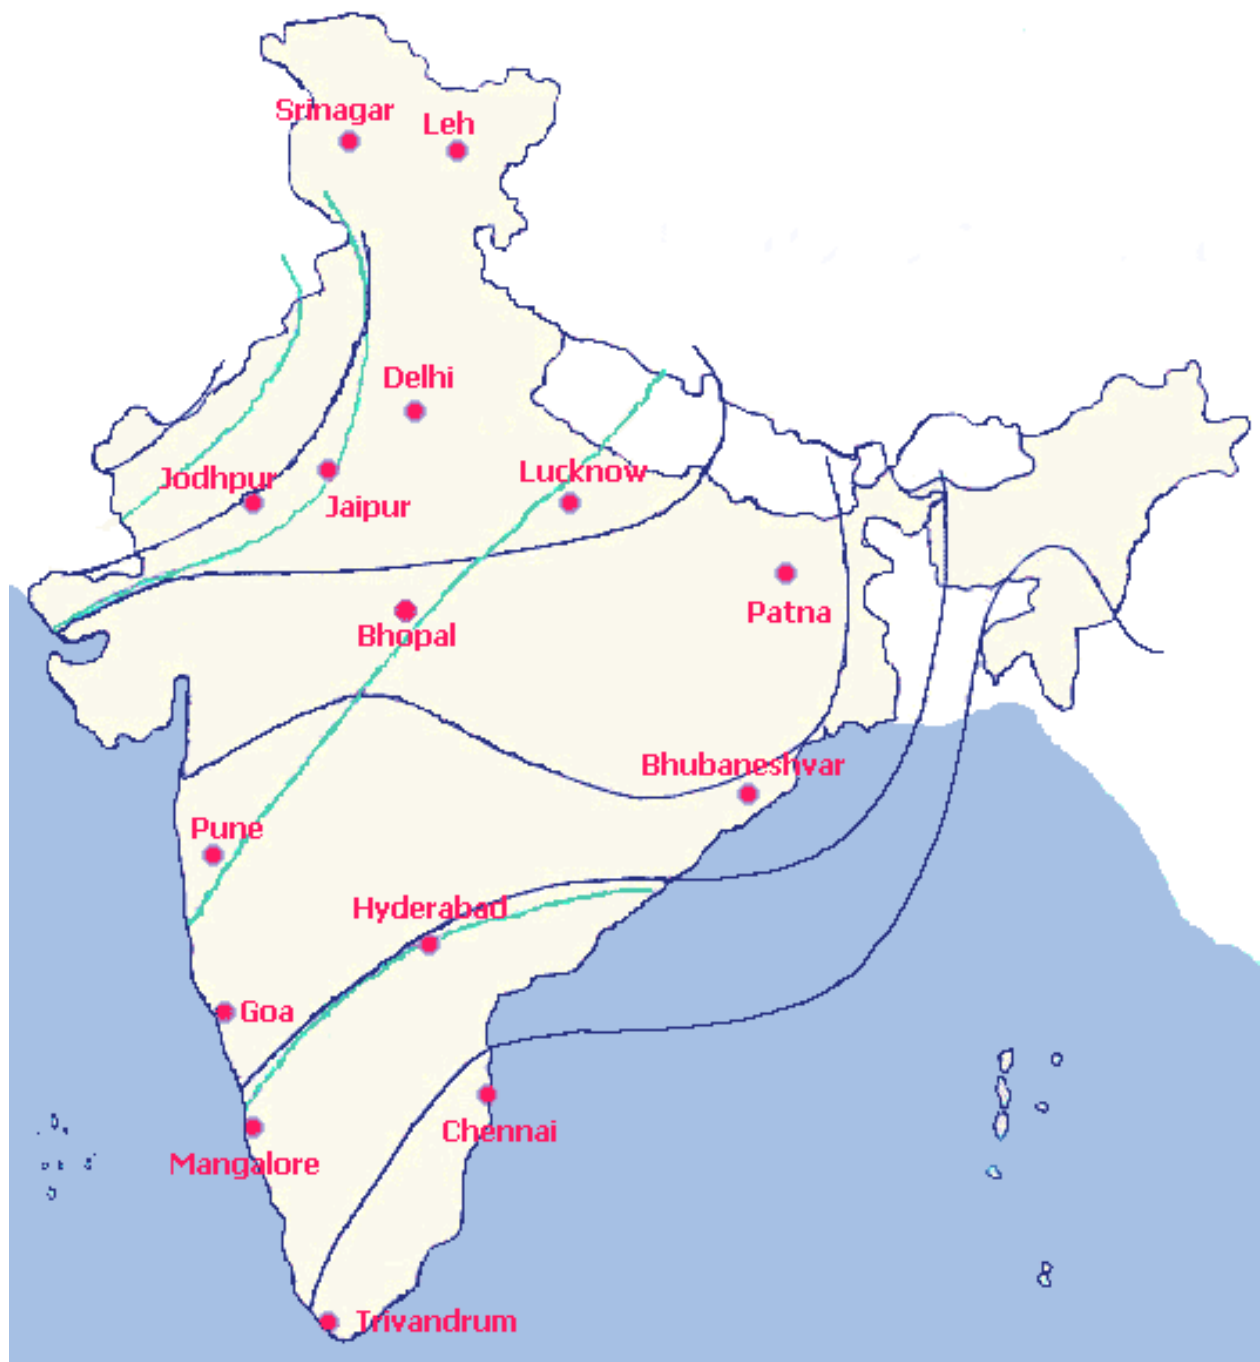 Srinagar
Leh
Delhi
Jodhpur
Lucknow
Jaipur
Patna
Bhopal
Bhubaneshvar
Pune
Hyderabad
Goa
Chennai
Mangalore
Trivandrum